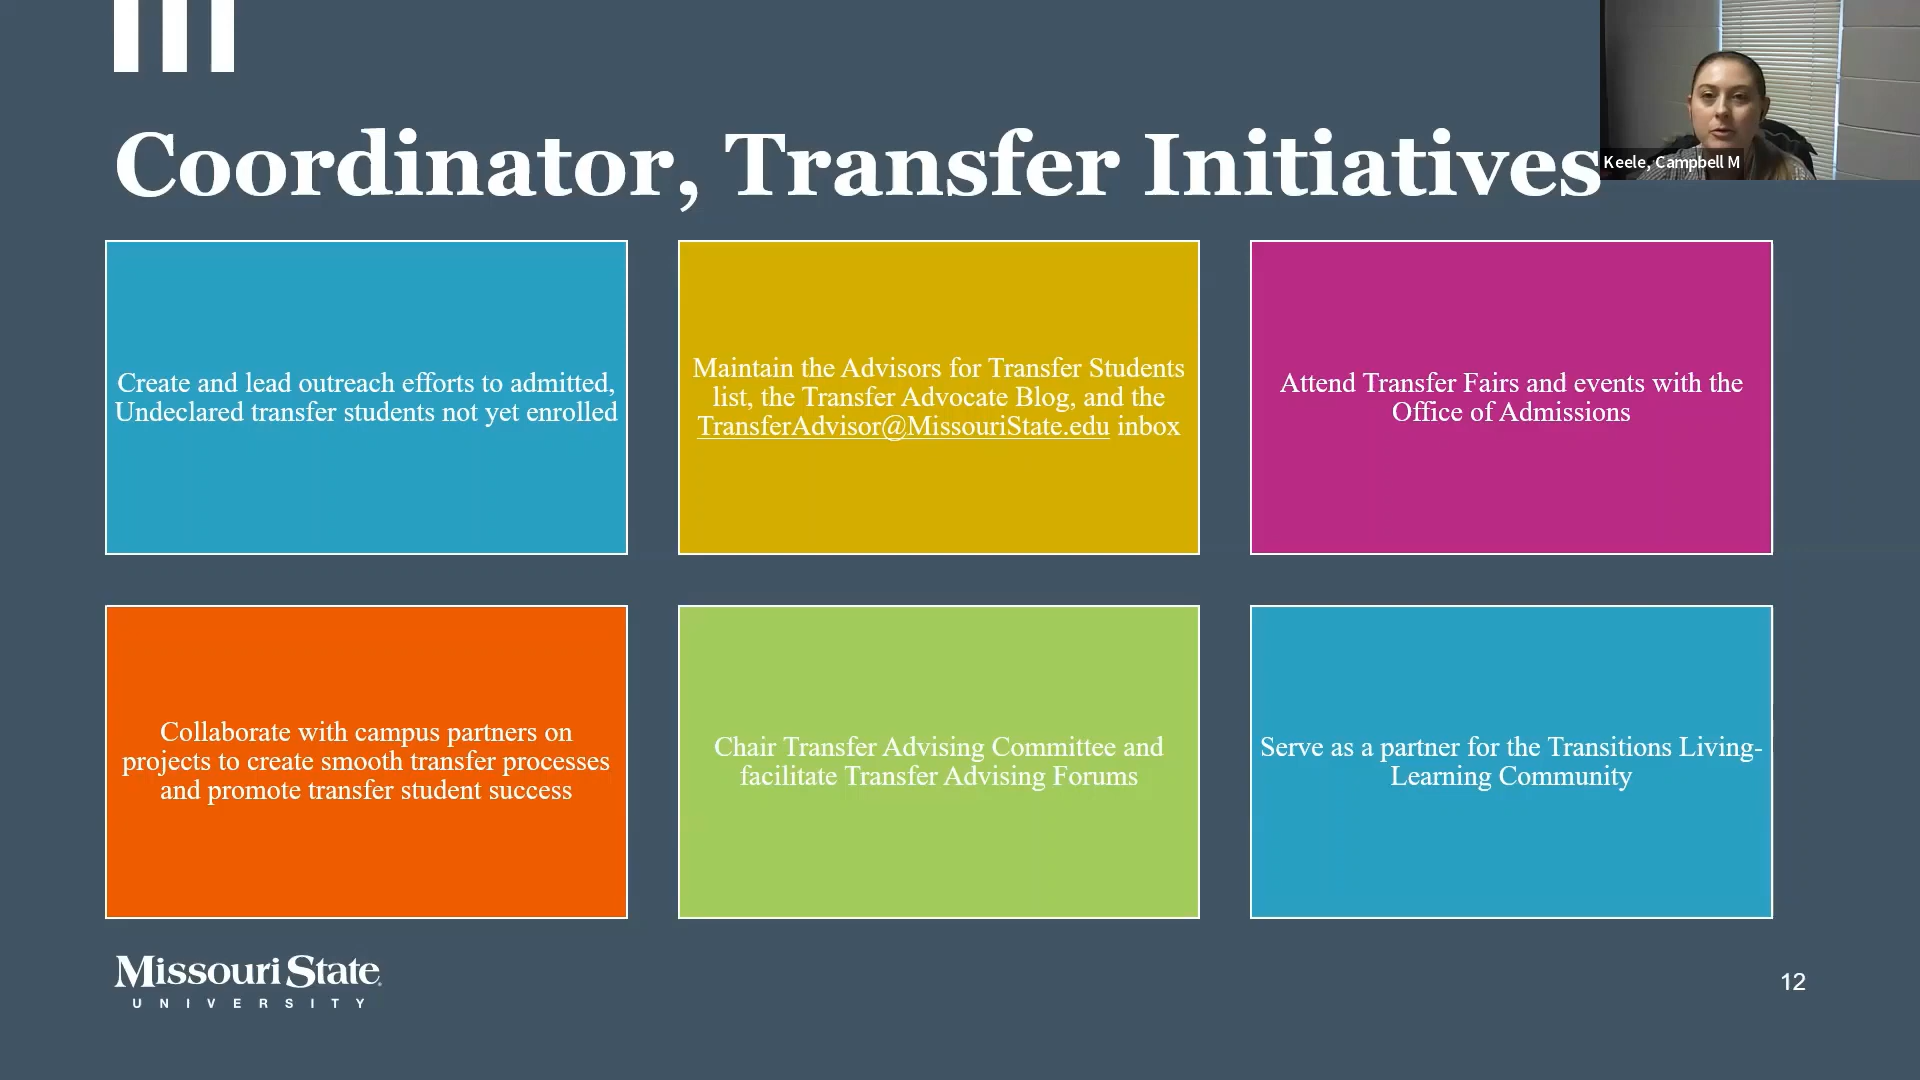 Coordinator, Transfer Initiatives
Keele, Campbell M
Create and lead outreach efforts to admitted,
Undeclared transfer students not yet enrolled
Maintain the Advisors for Transfer Students
list, the Transfer Advocate Blog, and the
TransferAdvisor@MissouriState.edu inbox
Attend Transfer Fairs and events with the
Office of Admissions
Collaborate with campus partners on
projects to create smooth transfer processes
and promote transfer student success
Chair Transfer Advising Committee and
facilitate Transfer Advising Forums
Serve as a partner for the Transitions Living-
Learning Community
Missouri State
UNIVERSITY
12